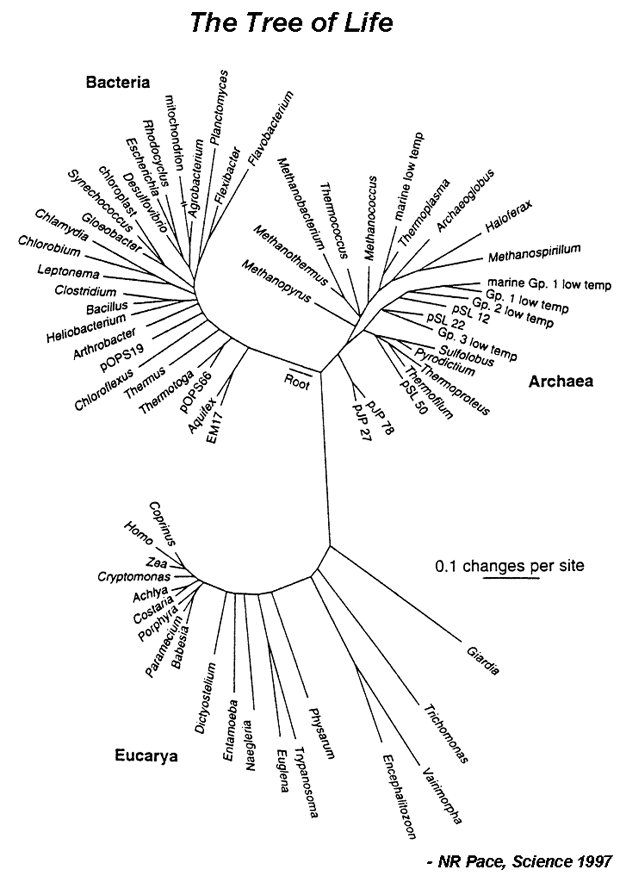 The Tree of Life
Bacteria
EM17
Aquifex
pOPS66
Thermotoga
Thermus
Chloroflexus
pOPS19
Arthrobacter
Heliobacterium
Bacillus
Clostridium
Leptonema
Chlorobium
Chlamydia
Gloeobacter
Synechococcus
chloroplast
Desulfovibrio
Escherichia
Rhodocyclus
mitochondrion
Agrobacterium
Planctomyces
Flexibacter
Flavobacterium
Methanopyrus
Methanothermus
Methanobacterium
Thermococcus
Methanococcus
marine low temp
Thermoplasma
Archaeoglobus
Haloferax
Methanospirillum
marine Gp. 1 low temp
Gp. 1 low temp
Gp. 2 low temp
pSL 12
pSL 22
Gp. 3 low temp
Sulfolobus
Pyrodictium
Thermoproteus
Thermofilum
pSL 50
pJP 78
pJP 27
Archaea
Root
0.1 changes per site
Coprinus
Homo
Zea
Cryptomonas
Achlya
Costaria
Porphyra
Paramecium
Babesia
Dictyostelium
Entamoeba
Naegleria
Euglena
Trypanosoma
Physarum
Encephalitozoon
Vairimorpha
Trichomonas
Giardia
Eucarya
- NR Pace, Science 1997